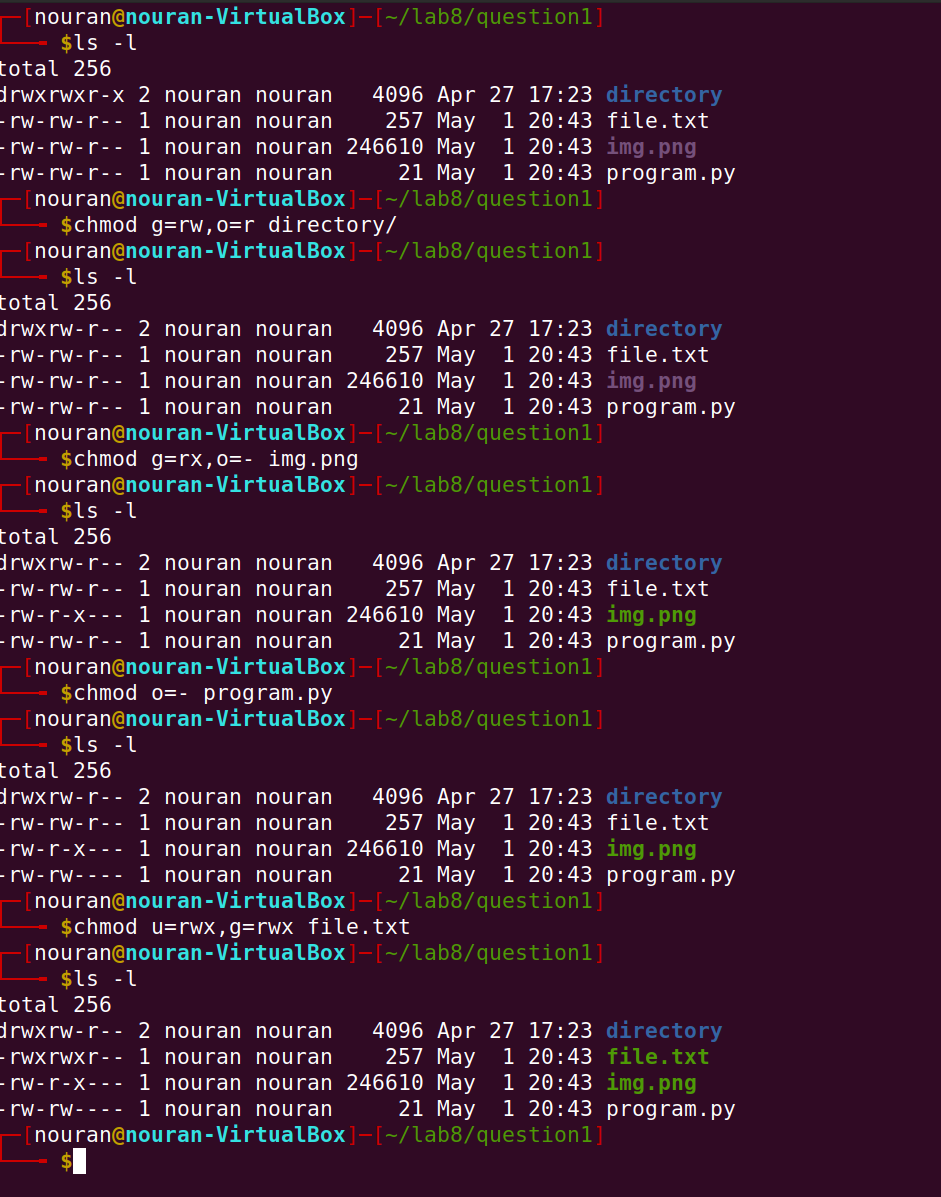 ┌─[nouran@nouran-VirtualBox]─[~/lab8/question1]
└──╼ $ls -l
total 256
drwxrwxr-x 2 nouran nouran   4096 Apr 27 17:23 directory
-rw-rw-r-- 1 nouran nouran    257 May  1 20:43 file.txt
-rw-rw-r-- 1 nouran nouran 246610 May  1 20:43 img.png
-rw-rw-r-- 1 nouran nouran     21 May  1 20:43 program.py
┌─[nouran@nouran-VirtualBox]─[~/lab8/question1]
└──╼ $chmod g=rw,o=r directory/
┌─[nouran@nouran-VirtualBox]─[~/lab8/question1]
└──╼ $ls -l
total 256
drwxrw-r-- 2 nouran nouran   4096 Apr 27 17:23 directory
-rw-rw-r-- 1 nouran nouran    257 May  1 20:43 file.txt
-rw-rw-r-- 1 nouran nouran 246610 May  1 20:43 img.png
-rw-rw-r-- 1 nouran nouran     21 May  1 20:43 program.py
┌─[nouran@nouran-VirtualBox]─[~/lab8/question1]
└──╼ $chmod g=rx,o=- img.png
┌─[nouran@nouran-VirtualBox]─[~/lab8/question1]
└──╼ $ls -l
total 256
drwxrw-r-- 2 nouran nouran   4096 Apr 27 17:23 directory
-rw-rw-r-- 1 nouran nouran    257 May  1 20:43 file.txt
-rw-r-x--- 1 nouran nouran 246610 May  1 20:43 img.png
-rw-rw-r-- 1 nouran nouran     21 May  1 20:43 program.py
┌─[nouran@nouran-VirtualBox]─[~/lab8/question1]
└──╼ $chmod o=- program.py
┌─[nouran@nouran-VirtualBox]─[~/lab8/question1]
└──╼ $ls -l
total 256
drwxrw-r-- 2 nouran nouran   4096 Apr 27 17:23 directory
-rw-rw-r-- 1 nouran nouran    257 May  1 20:43 file.txt
-rw-r-x--- 1 nouran nouran 246610 May  1 20:43 img.png
-rw-rw---- 1 nouran nouran     21 May  1 20:43 program.py
┌─[nouran@nouran-VirtualBox]─[~/lab8/question1]
└──╼ $chmod u=rwx,g=rwx file.txt
┌─[nouran@nouran-VirtualBox]─[~/lab8/question1]
└──╼ $ls -l
total 256
drwxrw-r-- 2 nouran nouran   4096 Apr 27 17:23 directory
-rwxrwxr-- 1 nouran nouran    257 May  1 20:43 file.txt
-rw-r-x--- 1 nouran nouran 246610 May  1 20:43 img.png
-rw-rw---- 1 nouran nouran     21 May  1 20:43 program.py
┌─[nouran@nouran-VirtualBox]─[~/lab8/question1]
└──╼ $